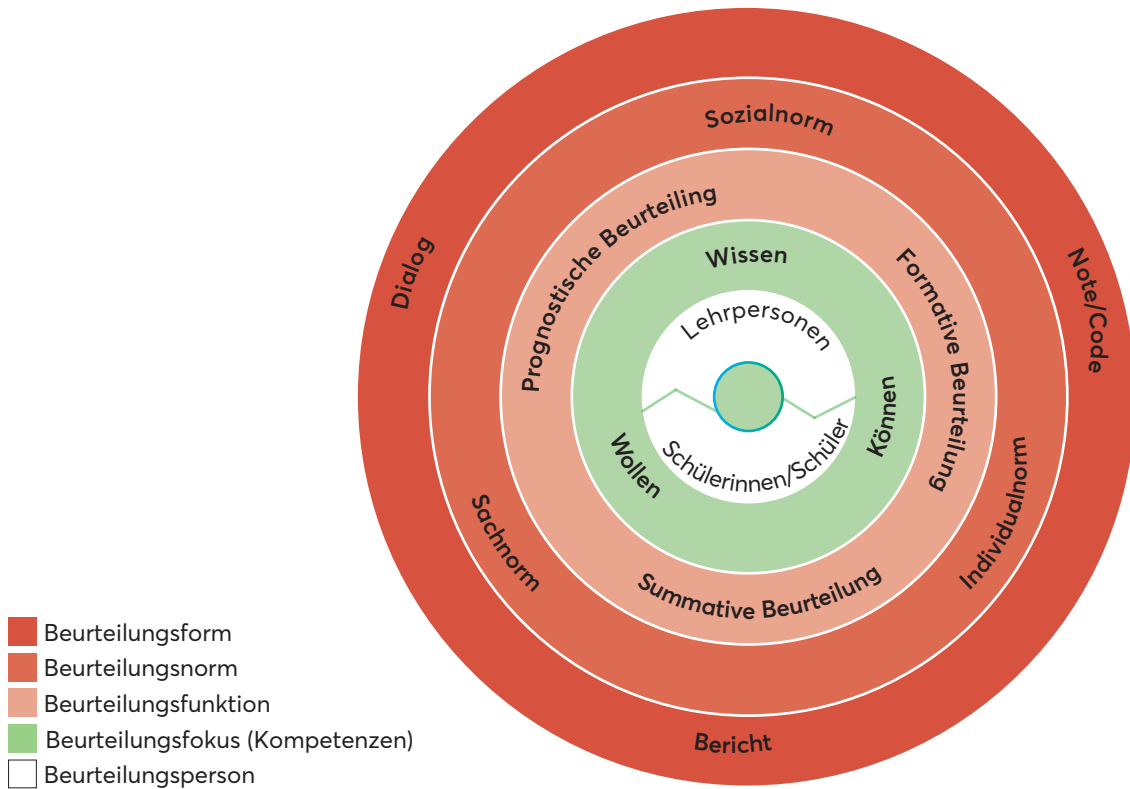 Sozialnorm
Dialog
Note/Code
Prognostische Beurteiling
Formative Beurteilung
Wissen
Lehrpersonen
Können
Wollen
Schülerinnen/Schüler
Sachnorm
Individualnorm
Summative Beurteilung
Bericht
Beurteilungsform
Beurteilungsnorm
Beurteilungsfunktion
Beurteilungsfokus (Kompetenzen)
Beurteilungsperson